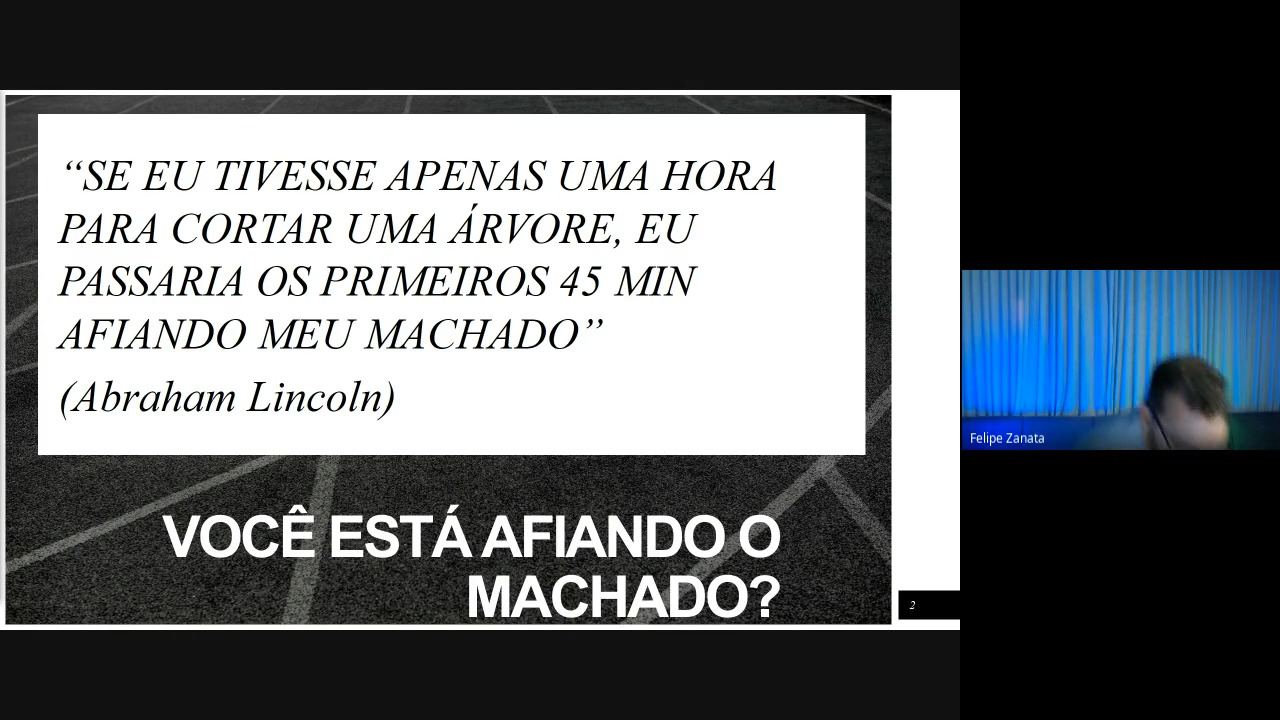 “SE EU TIVESSE APENAS UMA HORA
PARA CORTAR UMA ÁRVORE, EU
PASSARIA OS PRIMEIROS 45 MIN
AFIANDO MEU MACHADO”
(Abraham Lincoln)
VOCÊ ESTÁ AFIANDO O
MACHADO?
2
Felipe Zanata